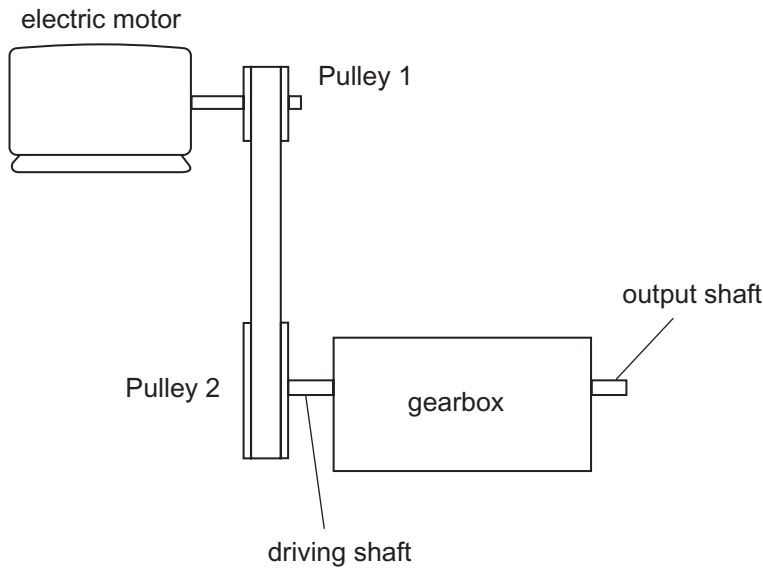 electric motor
Pulley 1
output shaft
Pulley 2
gearbox
driving shaft